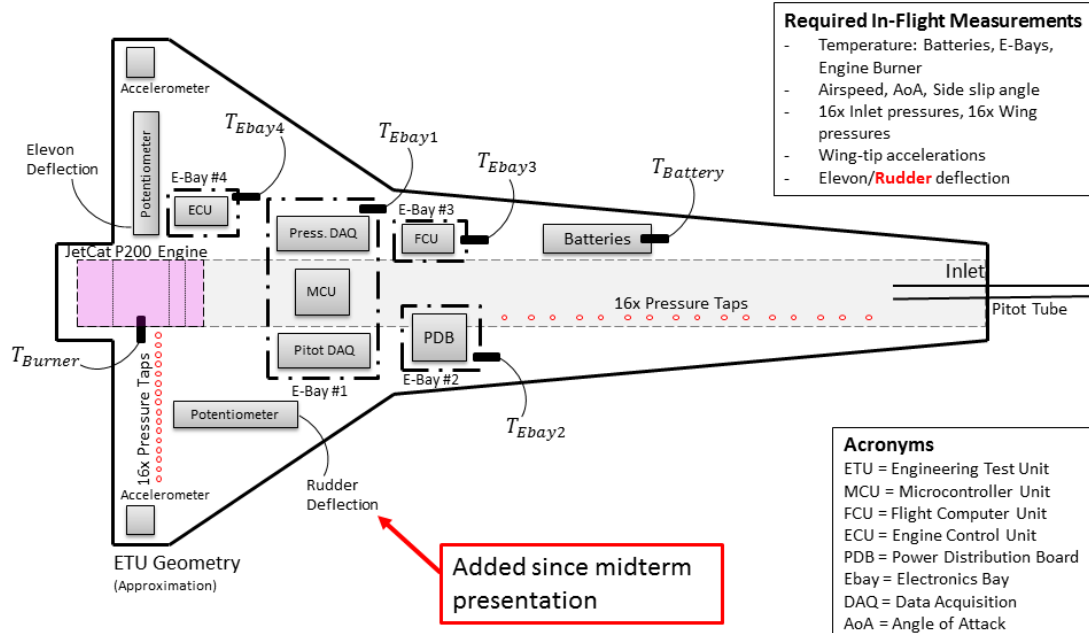 Required In-Flight Measurements
- Temperature: Batteries, E-Bays,
Engine Burner
- Airspeed, AoA, Side slip angle
- 16x Inlet pressures, 16x Wing
pressures
- Wing-tip accelerations
- Elevon/Rudder deflection
Accelerometer
Elevon
Deflection
Potentiometer
T_Ebay4
E-Bay #4
ECU
T_Ebay1
Press. DAQ
MCU
Pitot DAQ
E-Bay #1
E-Bay #3
FCU
T_Ebay3
T_Battery
Batteries
JetCat P200 Engine
Inlet
Pitot Tube
16x Pressure Taps
PDB
E-Bay #2
T_Ebay2
T_Burner
16x Pressure Taps
Potentiometer
Rudder
Deflection
Accelerometer
ETU Geometry
(Approximation)
Added since midterm
presentation
Acronyms
ETU = Engineering Test Unit
MCU = Microcontroller Unit
FCU = Flight Computer Unit
ECU = Engine Control Unit
PDB = Power Distribution Board
Ebay = Electronics Bay
DAQ = Data Acquisition
AoA = Angle of Attack